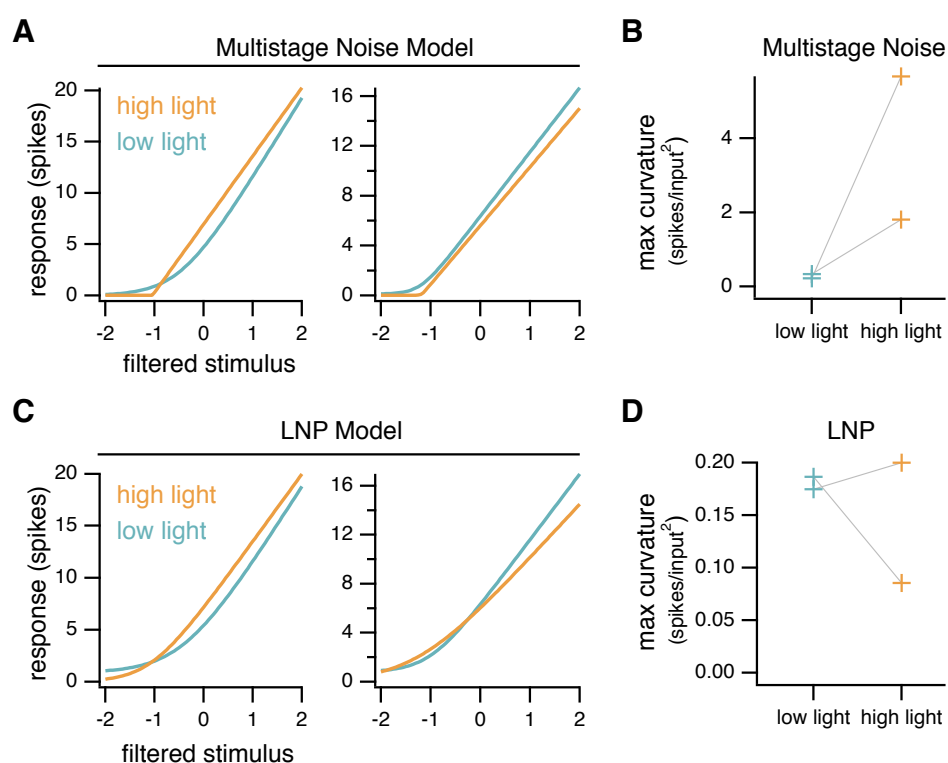 A
Multistage Noise Model
B
Multistage Noise
response (spikes)
20
15
10
5
0
high light
low light
-2 -1 0 1 2
filtered stimulus
16
12
8
4
0
-2 -1 0 1 2
max curvature
(spikes/input²)
4
2
0
low light high light
C
LNP Model
D
LNP
response (spikes)
20
15
10
5
0
high light
low light
-2 -1 0 1 2
filtered stimulus
16
12
8
4
0
-2 -1 0 1 2
max curvature
(spikes/input²)
0.20
0.15
0.10
0.05
0.00
low light high light